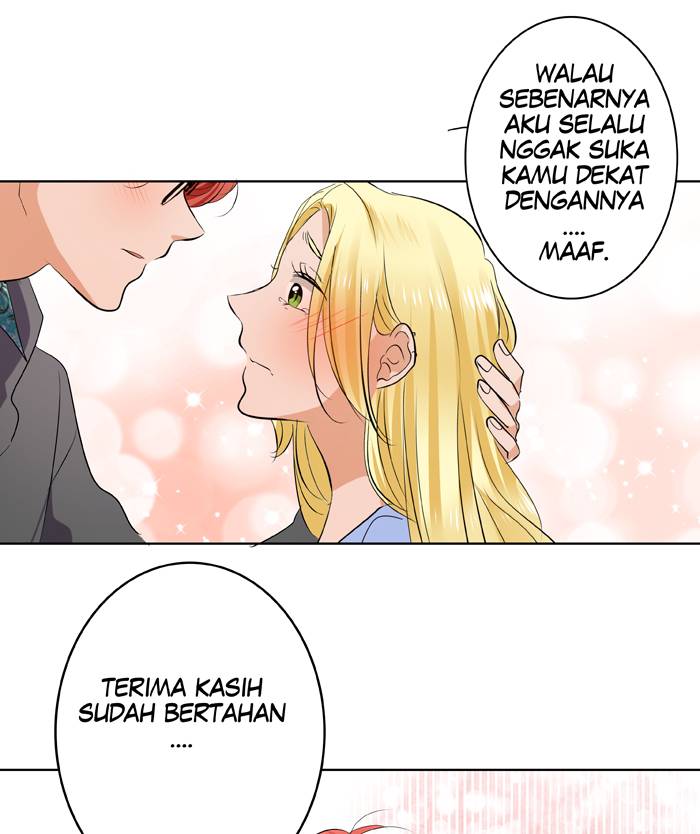 WALAU
SEBENARNYA
AKU SELALU
NGGAK SUKA
KAMU DEKAT
DENGANNYA
....
MAAF.
TERIMA KASIH
SUDAH BERTAHAN
....